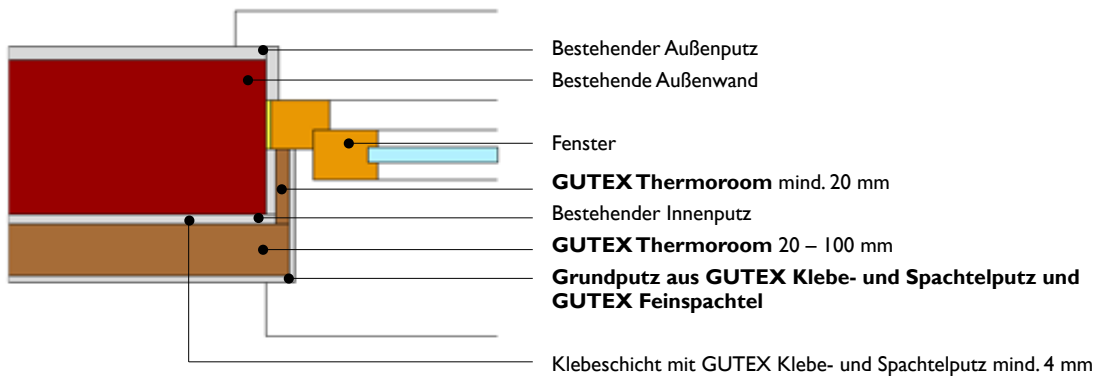 Bestehender Außenputz
Bestehende Außenwand
Fenster
GUTEX Thermoroom mind. 20 mm
Bestehender Innenputz
GUTEX Thermoroom 20 – 100 mm
Grundputz aus GUTEX Klebe- und Spachtelputz und
GUTEX Feinspachtel
Klebeschicht mit GUTEX Klebe- und Spachtelputz mind. 4 mm